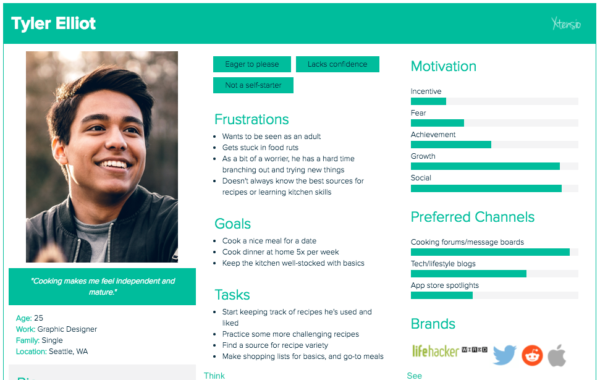 Tyler Elliot
Xtensio
"Cooking makes me feel independent and
mature."
Age: 25
Work: Graphic Designer
Family: Single
Location: Seattle, WA
Eager to please
Lacks confidence
Not a self-starter
Frustrations
• Wants to be seen as an adult
• Gets stuck in food ruts
• As a bit of a worrier, he has a hard time
branching out and trying new things
• Doesn't always know the best sources for
recipes or learning kitchen skills
Goals
• Cook a nice meal for a date
• Cook dinner at home 5x per week
• Keep the kitchen well-stocked with basics
Tasks
• Start keeping track of recipes he's used and
liked
• Practice some more challenging recipes
• Find a source for recipe variety
• Make shopping lists for basics, and go-to meals
Think
Motivation
Incentive
Fear
Achievement
Growth
Social
Preferred Channels
Cooking forums/message boards
Tech/lifestyle blogs
App store spotlights
Brands
lifehacker
WIRED
See